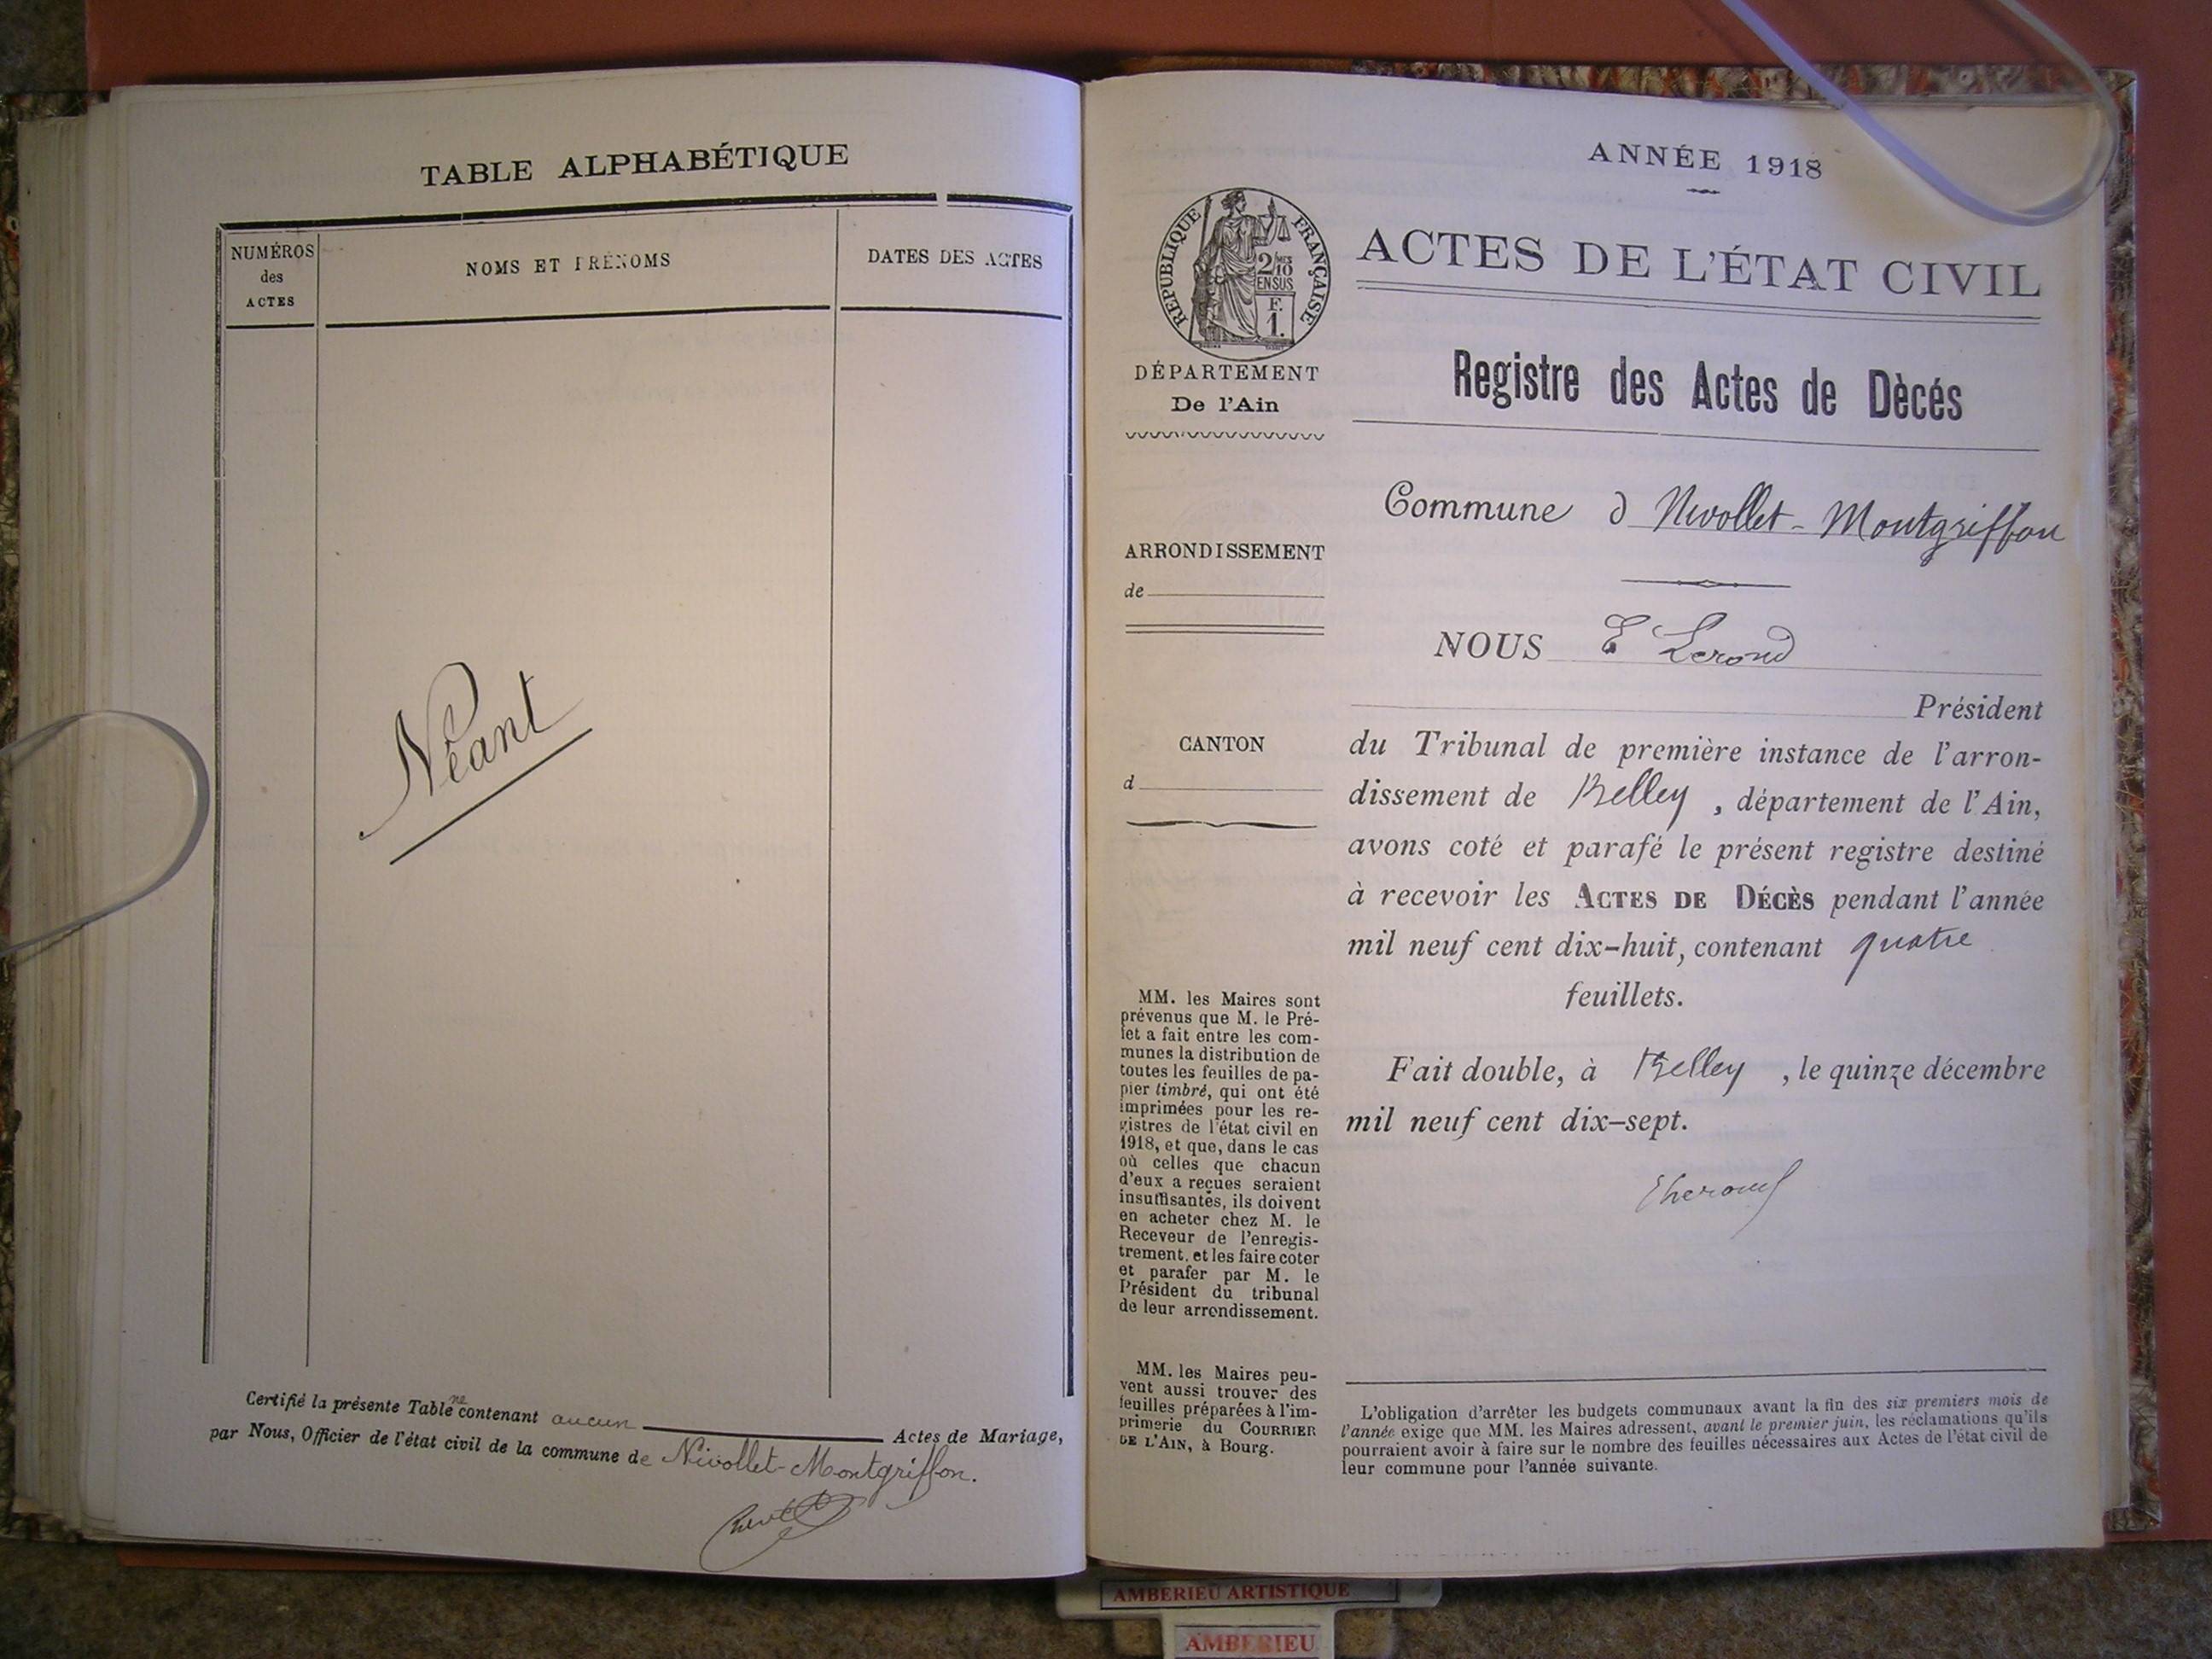 TABLE ALPHABÉTIQUE
NUMÉROS
des
ACTES
NOMS ET PRÉNOMS
DATES DES ACTES
Néant
Certifié la présente Table ne contenant aucun Actes de Mariage,
par Nous, Officier de l'état civil de la commune de Nivollet-Montgriffon.
ANNÉE 1918
RÉPUBLIQUE FRANÇAISE
2/10
EN SUS
F.
1.
DÉPARTEMENT
De l'Ain
ARRONDISSEMENT
de
CANTON
d
MM. les Maires sont
prévenus que M. le Pré-
fet a fait entre les com-
munes la distribution de
toutes les feuilles de pa-
pier timbré, qui ont été
imprimées pour les re-
gistres de l'état civil en
1918, et que, dans le cas
où celles que chacun
d'eux a reçues seraient
insuffisantes, ils doivent
en acheter chez M. le
Receveur de l'enregis-
trement, et les faire coter
et parafer par M. le
Président du tribunal
de leur arrondissement.
MM. les Maires peu-
vent aussi trouver des
feuilles préparées à l'im-
primerie du COURRIER
DE L'AIN, à Bourg.
ACTES DE L'ÉTAT CIVIL
Registre des Actes de Dècés
Commune d Nivollet-Montgriffon
NOUS E Lerond
Président
du Tribunal de première instance de l'arron-
dissement de Belley, département de l'Ain,
avons coté et parafé le présent registre destiné
à recevoir les ACTES DE DÉCÈS pendant l'année
mil neuf cent dix-huit, contenant quatre
feuillets.
Fait double, à Belley, le quinze décembre
mil neuf cent dix-sept.
ELerond
L'obligation d'arrêter les budgets communaux avant la fin des six premiers mois de
l'année exige que MM. les Maires adressent, avant le premier juin, les réclamations qu'ils
pourraient avoir à faire sur le nombre des feuilles nécessaires aux Actes de l'état civil de
leur commune pour l'année suivante.
AMBERIEU ARTISTIQUE
AMBERIEU